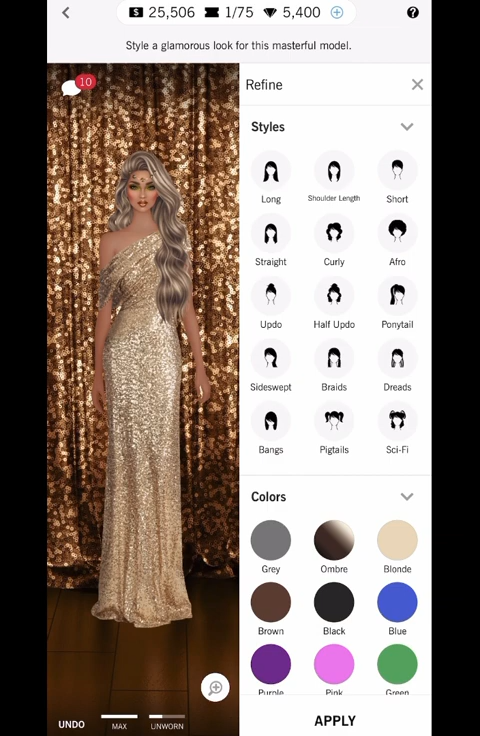 25,506 1/75 5,400
Style a glamorous look for this masterful model.
10
Refine
Styles
Long Shoulder Length Short
Straight Curly Afro
Updo Half Updo Ponytail
Sideswept Braids Dreads
Bangs Pigtails Sci-Fi
Colors
Grey Ombre Blonde
Brown Black Blue
Purple Pink Green
UNDO MAX UNWORN
APPLY